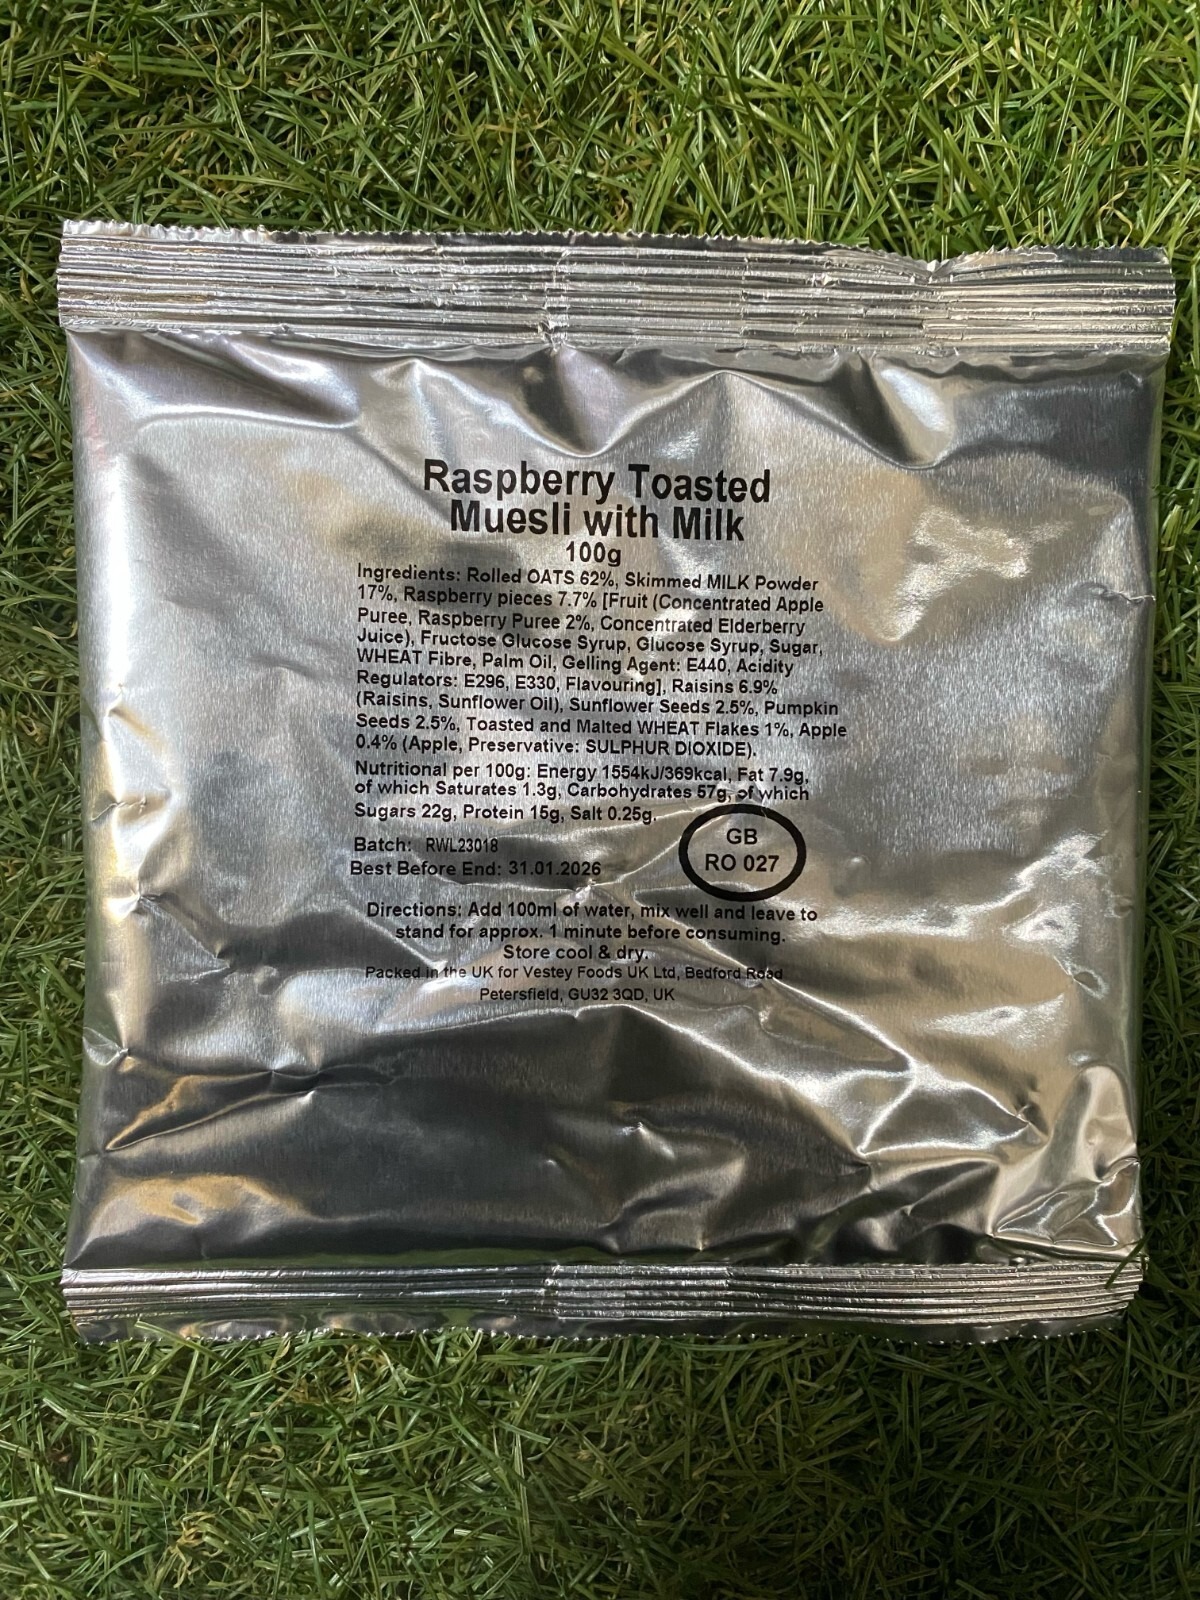 Raspberry Toasted
Muesli with Milk
100g
Ingredients: Rolled OATS 62%, Skimmed MILK Powder
17%, Raspberry pieces 7.7% [Fruit (Concentrated Apple
Puree, Raspberry Puree 2%, Concentrated Elderberry
Juice), Fructose Glucose Syrup, Glucose Syrup, Sugar,
WHEAT Fibre, Palm Oil, Gelling Agent: E440, Acidity
Regulators: E296, E330, Flavouring], Raisins 6.9%
(Raisins, Sunflower Oil), Sunflower Seeds 2.5%, Pumpkin
Seeds 2.5%, Toasted and Malted WHEAT Flakes 1%, Apple
0.4% (Apple, Preservative: SULPHUR DIOXIDE).
Nutritional per 100g: Energy 1554kJ/369kcal, Fat 7.9g,
of which Saturates 1.3g, Carbohydrates 57g, of which
Sugars 22g, Protein 15g, Salt 0.25g.
Batch: RWL23018
Best Before End: 31.01.2026
GB
RO 027
Directions: Add 100ml of water, mix well and leave to
stand for approx. 1 minute before consuming.
Store cool & dry.
Packed in the UK for Vestey Foods UK Ltd, Bedford Road
Petersfield, GU32 3QD, UK